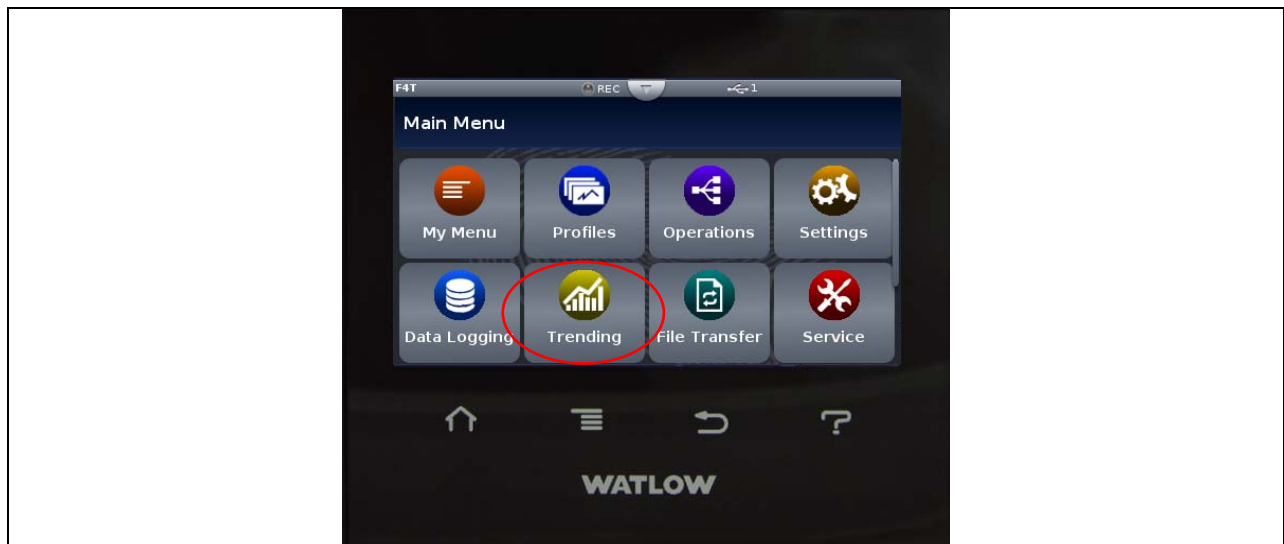 F4T REC 1
Main Menu
My Menu Profiles Operations Settings
Data Logging Trending File Transfer Service
WATLOW